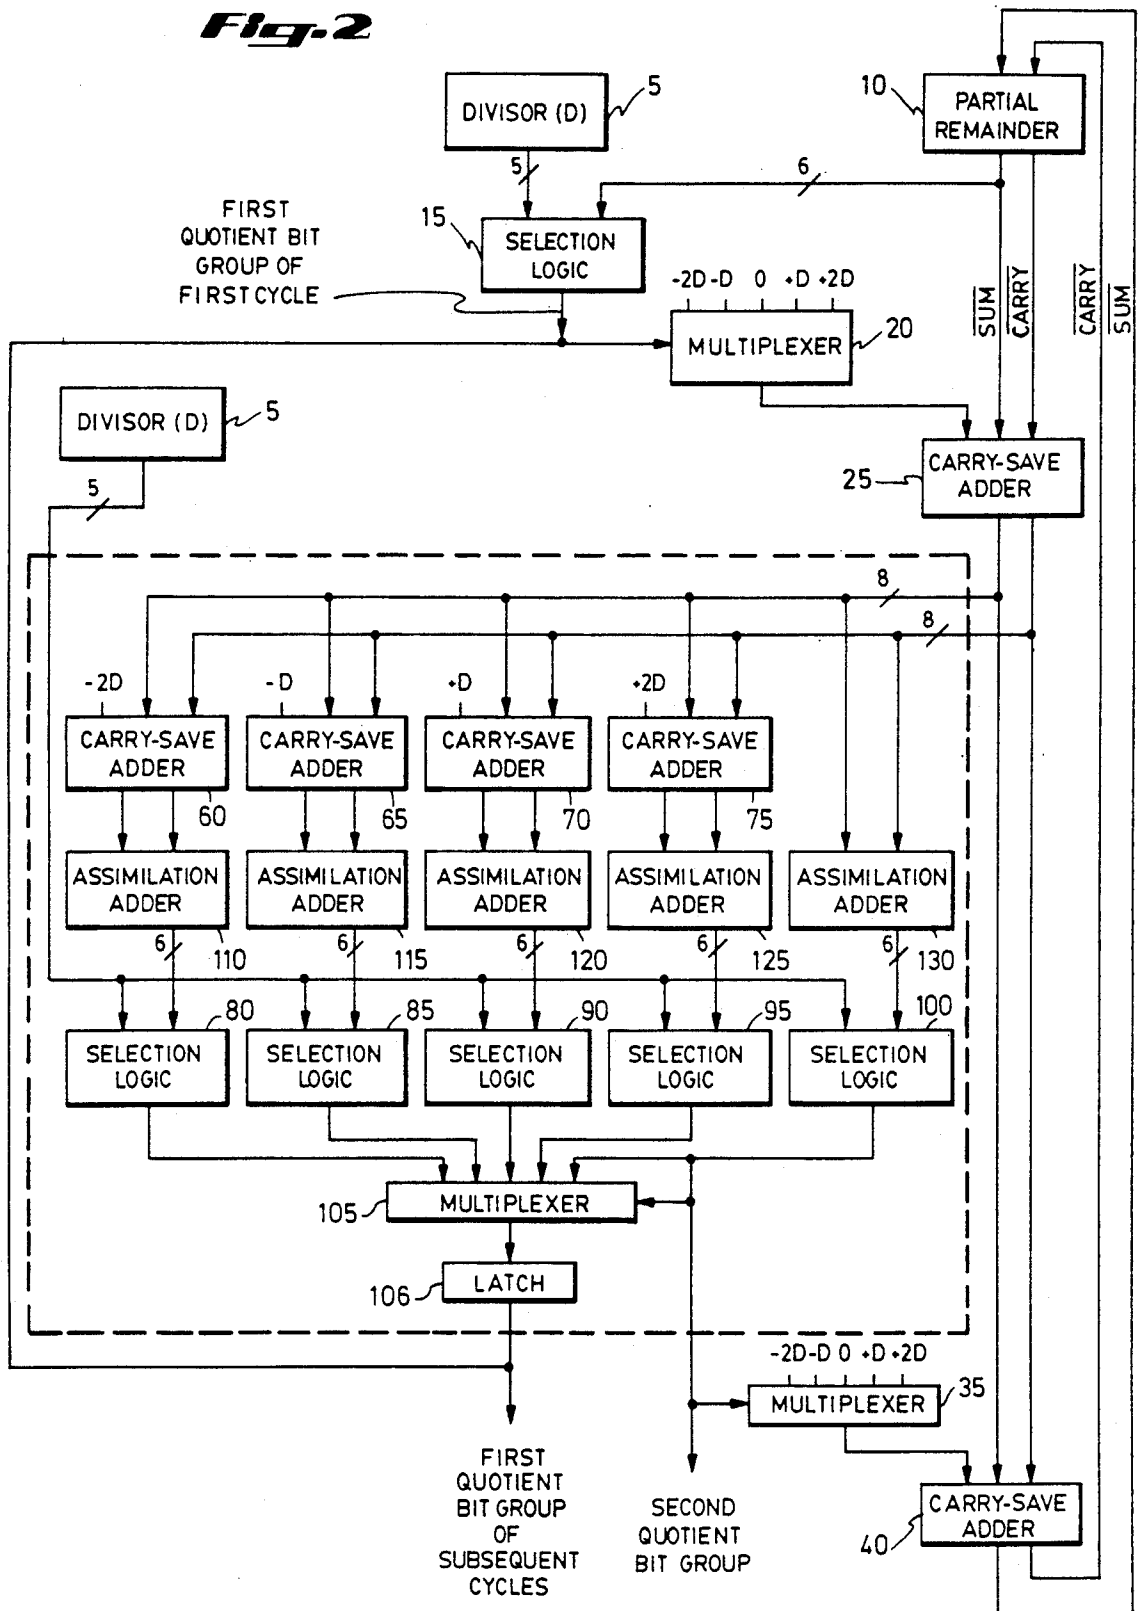 Fig. 2
DIVISOR (D)
5
10
PARTIAL
REMAINDER
5
6
FIRST
QUOTIENT BIT
GROUP OF
FIRST CYCLE
15
SELECTION
LOGIC
-2D -D 0 +D +2D
MULTIPLEXER
20
SUM
CARRY
CARRY
SUM
DIVISOR (D)
5
5
25
CARRY-SAVE
ADDER
8
8
-2D
-D
+D
+2D
CARRY-SAVE
ADDER
60
CARRY-SAVE
ADDER
65
CARRY-SAVE
ADDER
70
CARRY-SAVE
ADDER
75
ASSIMILATION
ADDER
6
110
ASSIMILATION
ADDER
6
115
ASSIMILATION
ADDER
6
120
ASSIMILATION
ADDER
6
125
ASSIMILATION
ADDER
6
130
80
SELECTION
LOGIC
85
SELECTION
LOGIC
90
SELECTION
LOGIC
95
SELECTION
LOGIC
100
SELECTION
LOGIC
105
MULTIPLEXER
106
LATCH
-2D -D 0 +D +2D
MULTIPLEXER
35
FIRST
QUOTIENT
BIT GROUP
OF
SUBSEQUENT
CYCLES
SECOND
QUOTIENT
BIT GROUP
40
CARRY-SAVE
ADDER